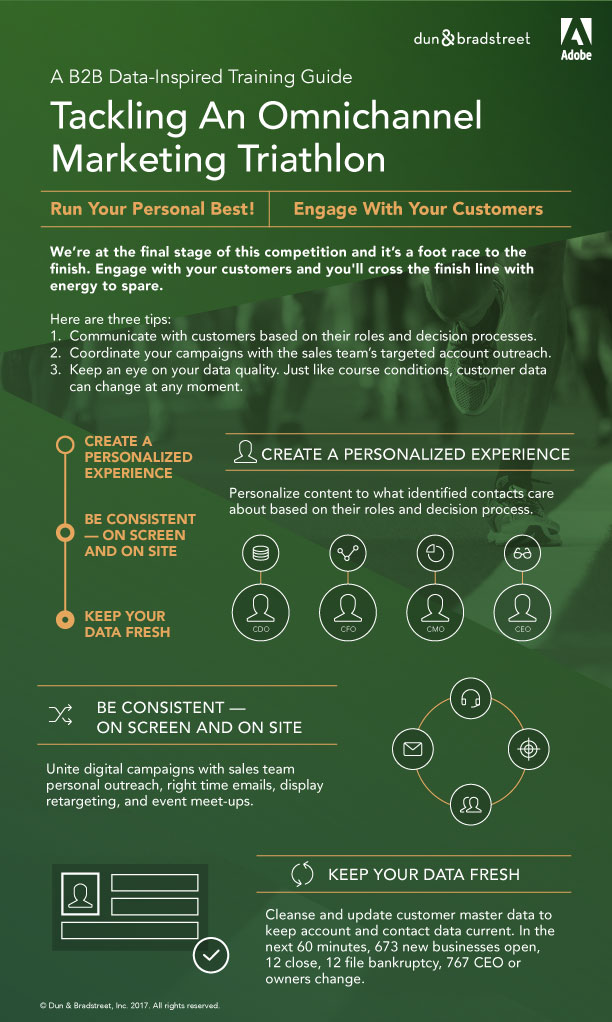 dun&bradstreet
Adobe
A B2B Data-Inspired Training Guide
Tackling An Omnichannel
Marketing Triathlon
Run Your Personal Best!
Engage With Your Customers
We’re at the final stage of this competition and it’s a foot race to the
finish. Engage with your customers and you'll cross the finish line with
energy to spare.
Here are three tips:
1. Communicate with customers based on their roles and decision processes.
2. Coordinate your campaigns with the sales team’s targeted account outreach.
3. Keep an eye on your data quality. Just like course conditions, customer data
can change at any moment.
CREATE A
PERSONALIZED
EXPERIENCE
BE CONSISTENT
— ON SCREEN
AND ON SITE
KEEP YOUR
DATA FRESH
CREATE A PERSONALIZED EXPERIENCE
Personalize content to what identified contacts care
about based on their roles and decision process.
CDO
CFO
CMO
CEO
BE CONSISTENT —
ON SCREEN AND ON SITE
Unite digital campaigns with sales team
personal outreach, right time emails, display
retargeting, and event meet-ups.
KEEP YOUR DATA FRESH
Cleanse and update customer master data to
keep account and contact data current. In the
next 60 minutes, 673 new businesses open,
12 close, 12 file bankruptcy, 767 CEO or
owners change.
© Dun & Bradstreet, Inc. 2017. All rights reserved.